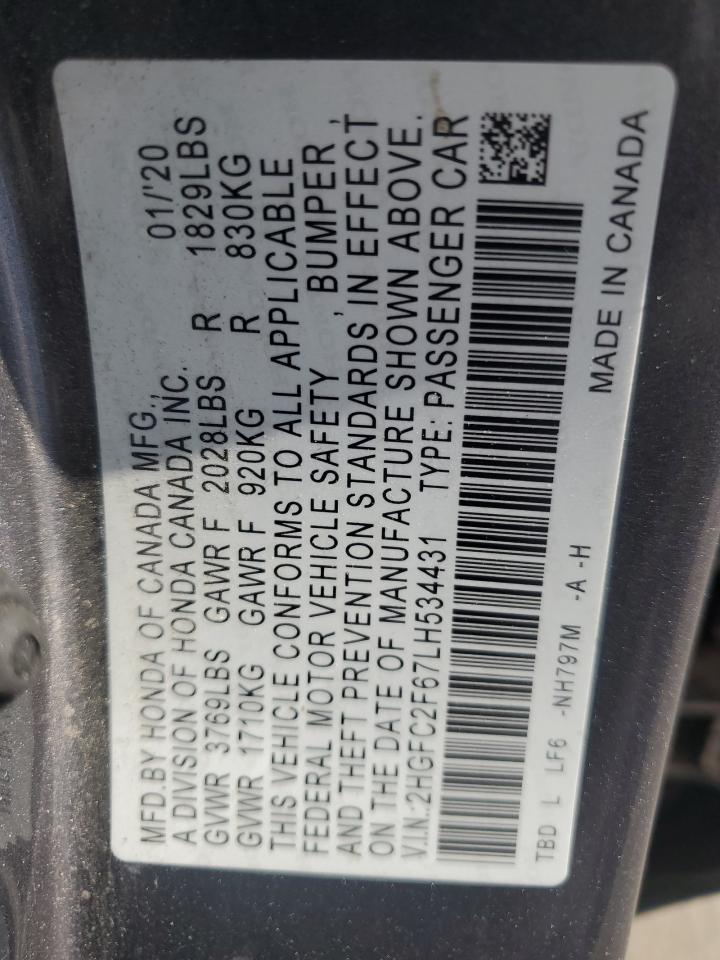 MFD.BY HONDA OF CANADA MFG., 01/'20
A DIVISION OF HONDA CANADA INC.
GVWR 3769LBS GAWR F 2028LBS R 1829LBS
GVWR 1710KG GAWR F 920KG R 830KG
THIS VEHICLE CONFORMS TO ALL APPLICABLE
FEDERAL MOTOR VEHICLE SAFETY , BUMPER ,
AND THEFT PREVENTION STANDARDS IN EFFECT
ON THE DATE OF MANUFACTURE SHOWN ABOVE.
V.I.N.2HGFC2F67LH534431 TYPE: PASSENGER CAR
TBD L LF6 -NH797M -A -H
MADE IN CANADA